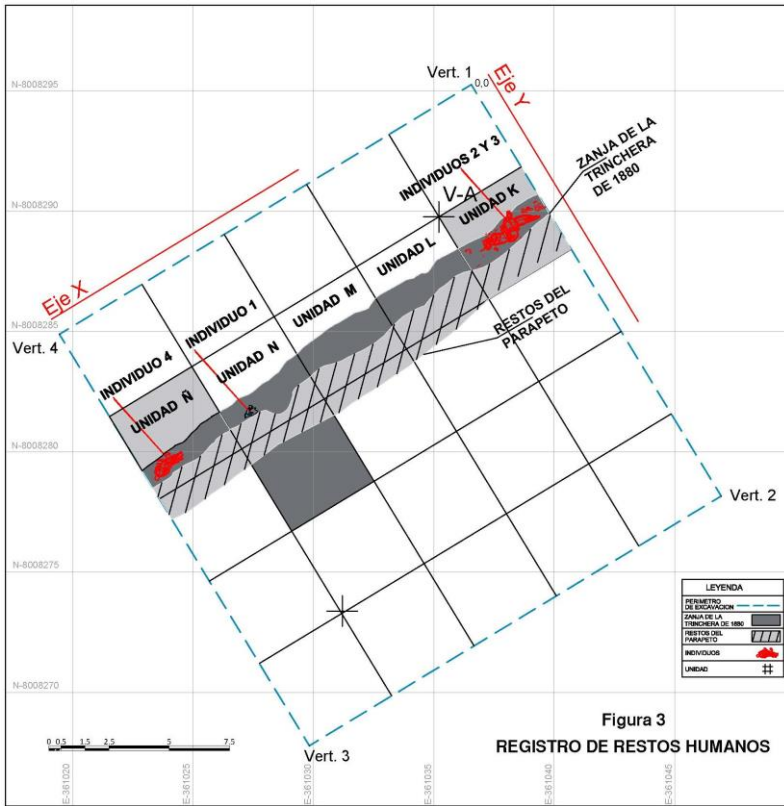 Vert. 1
0,0
Eje Y
N-8008295
ZANJA DE LA
TRINCHERA
DE 1880
INDIVIDUOS 2 Y 3
V-A
UNIDAD K
N-8008290
UNIDAD L
Eje X
INDIVIDUO 1
UNIDAD M
RESTOS DEL
PARAPETO
N-8008285
Vert. 4
INDIVIDUO 4
UNIDAD N
UNIDAD Ñ
N-8008280
Vert. 2
N-8008275
LEYENDA
PERIMETRO
DE EXCAVACION
ZANJA DE LA
TRINCHERA DE 1880
RESTOS DEL
PARAPETO
INDIVIDUOS
UNIDAD
N-8008270
Figura 3
REGISTRO DE RESTOS HUMANOS
0 0,5 1,5 2,5 5 7,5
Vert. 3
E-361020
E-361025
E-361030
E-361035
E-361040
E-361045